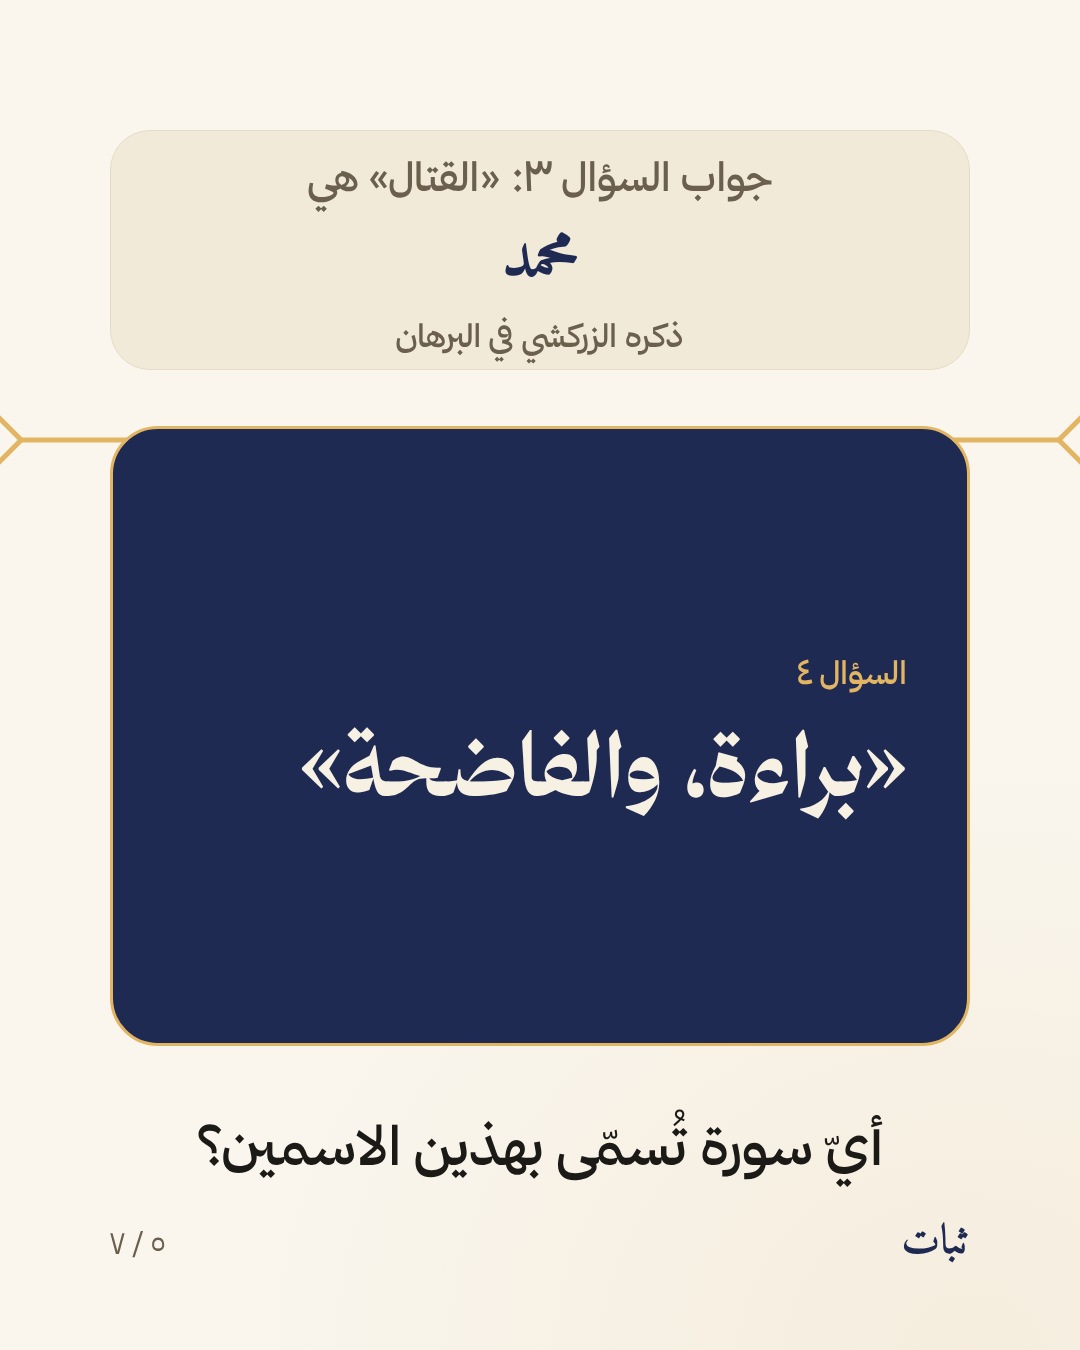 جواب السؤال ٣: «القتال» هي
محمد
ذكره الزركشي في البرهان
السؤال ٤
«براءة، والفاضحة»
أيّ سورة تُسمّى بهذين الاسمين؟
ثبات
٥ / ٧